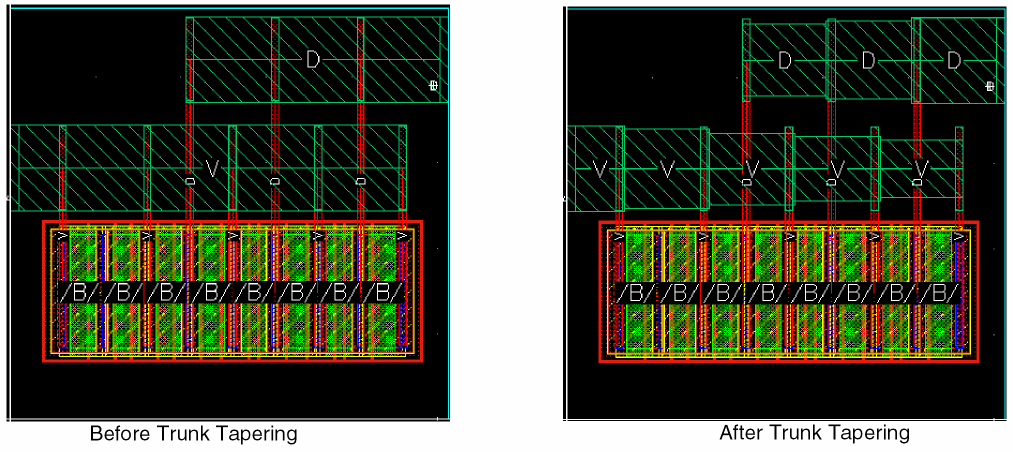 D
V
D D D
V V V V V
/B/ /B/ /B/ /B/ /B/ /B/ /B/ /B/
Before Trunk Tapering
D D D
V V V V V
D D D
V V V V V
/B/ /B/ /B/ /B/ /B/ /B/ /B/ /B/
After Trunk Tapering